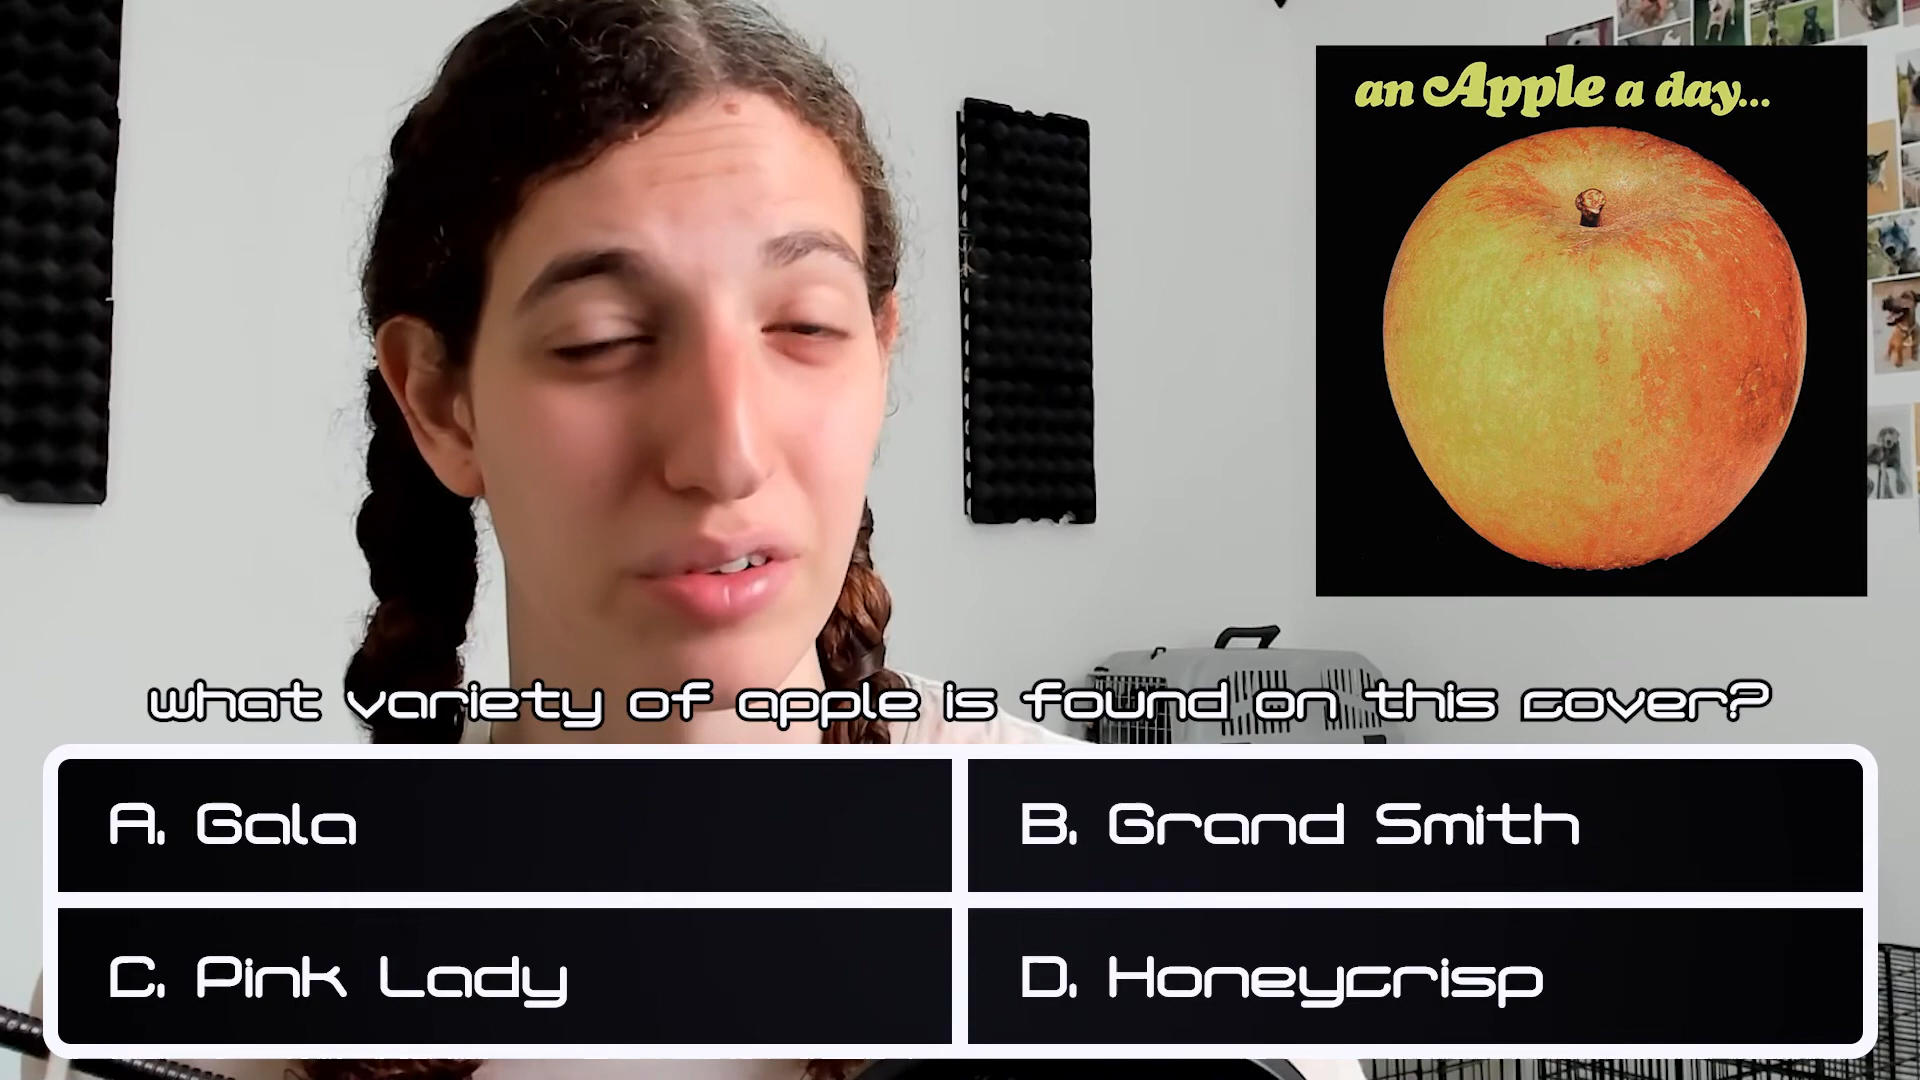 an Apple a day...
what variety of apple is found on this cover?
A. Gala
B. Grand Smith
C. Pink Lady
D. Honeycrisp